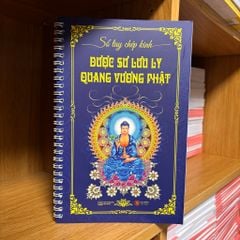 Sổ tay chép kinh
DƯỢC SƯ LƯU LY
QUANG VƯƠNG PHẬT